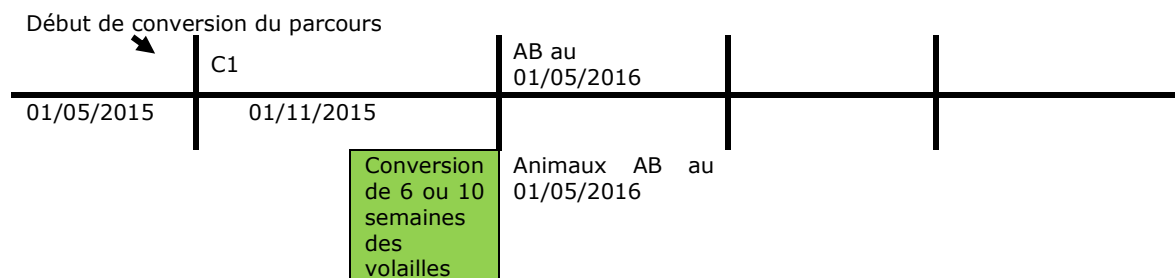 Début de conversion du parcours
C1
AB au
01/05/2016
01/05/2015
01/11/2015
Conversion
de 6 ou 10
semaines
des
volailles
Animaux AB au
01/05/2016